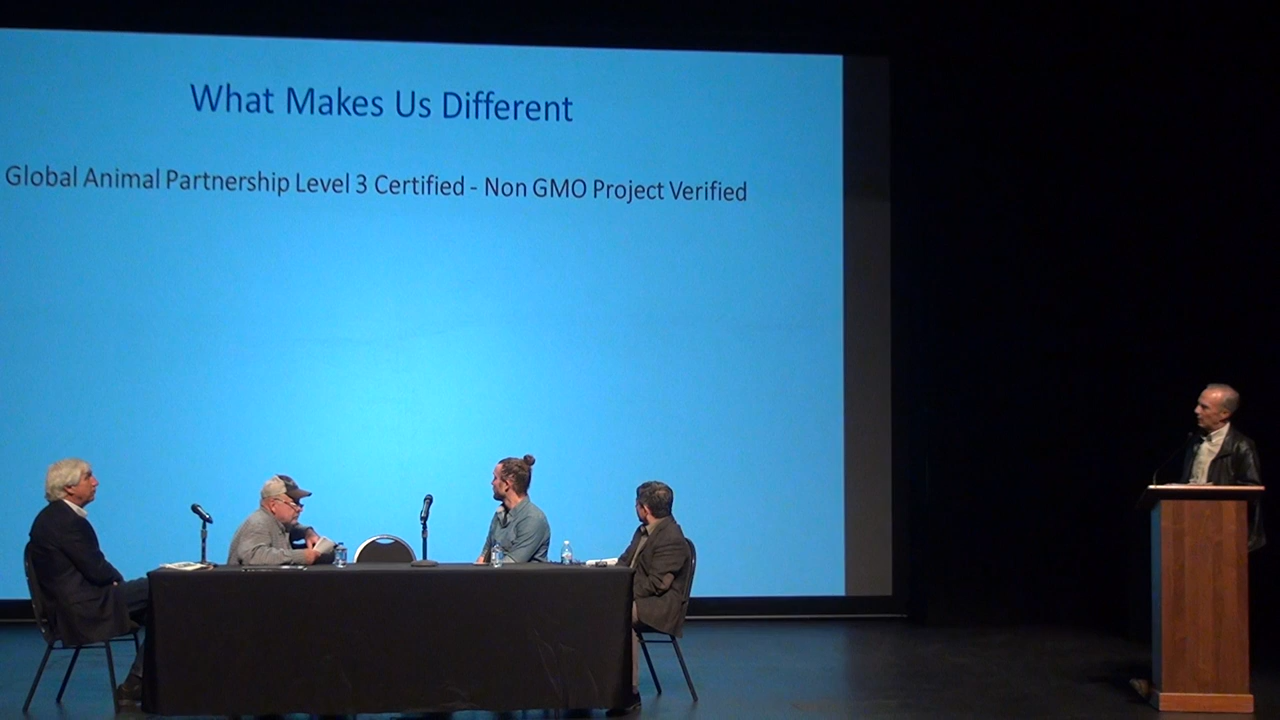 What Makes Us Different
Global Animal Partnership Level 3 Certified - Non GMO Project Verified